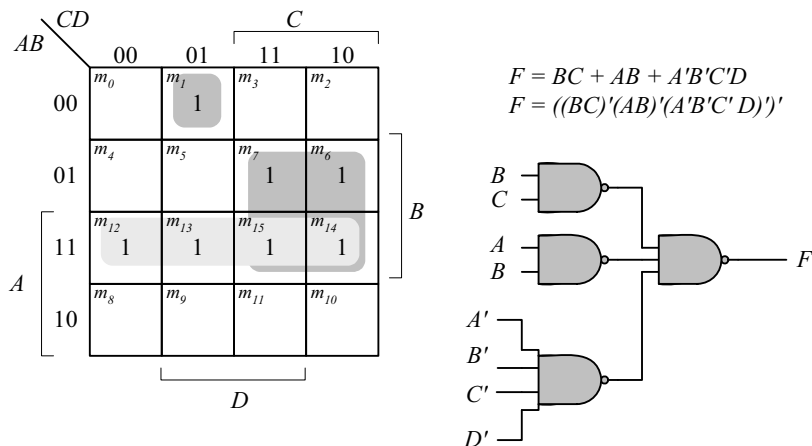 CD
C
AB
00 01 11 10
F = BC + AB + A'B'C'D
F = ((BC)'(AB)'(A'B'C' D)')'
m0 m1 m3 m2
00 1
m4 m5 m7 m6
01 1 1
B
m12 m13 m15 m14
11 1 1 1 1
A
m8 m9 m11 m10
10
D
B
C
A
B
F
A'
B'
C'
D'